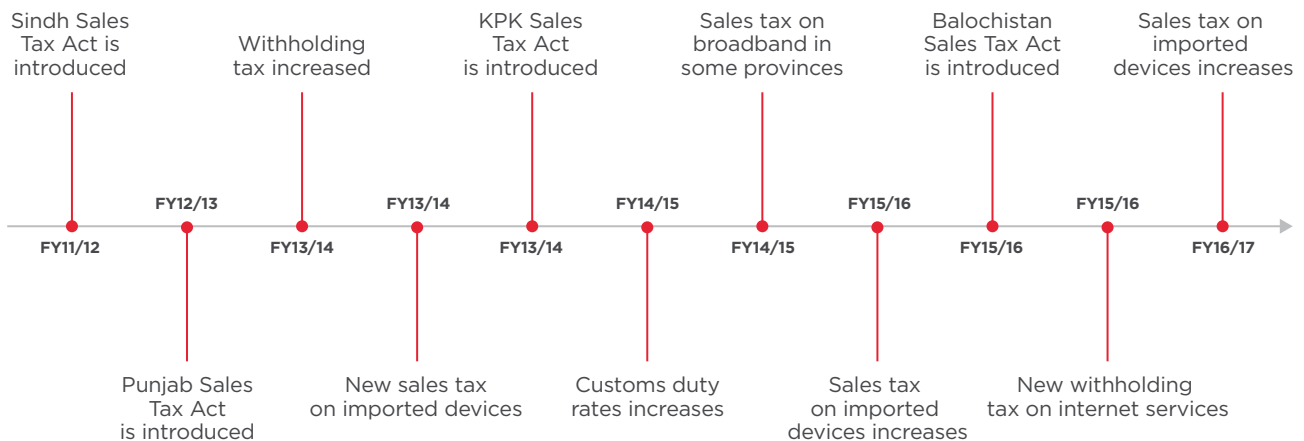 Sindh Sales
Tax Act is
introduced
Withholding
tax increased
KPK Sales
Tax Act
is introduced
Sales tax on
broadband in
some provinces
Balochistan
Sales Tax Act
is introduced
Sales tax on
imported
devices increases
FY12/13
FY13/14
FY14/15
FY15/16
FY15/16
FY11/12
FY13/14
FY13/14
FY14/15
FY15/16
FY16/17
Punjab Sales
Tax Act
is introduced
New sales tax
on imported devices
Customs duty
rates increases
Sales tax
on imported
devices increases
New withholding
tax on internet services